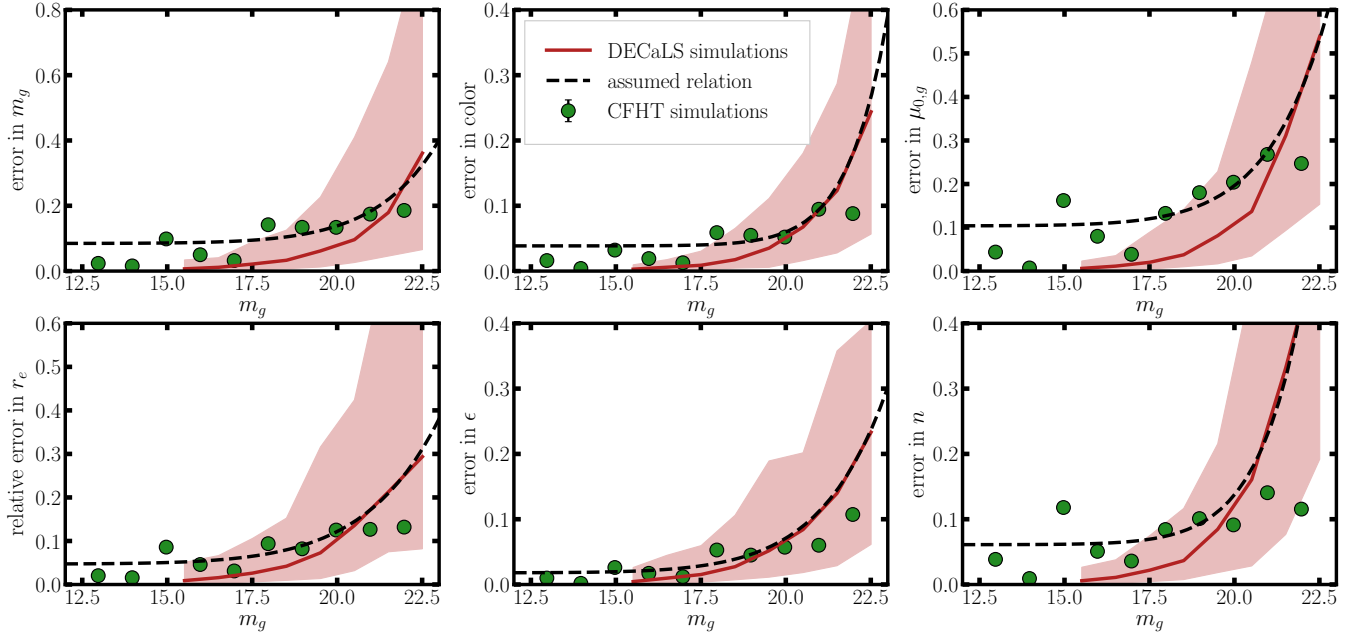 0.8
0.6
0.4
0.2
0.0
error in m_g
12.5 15.0 17.5 20.0 22.5
m_g
0.4
0.3
0.2
0.1
0.0
error in color
DECaLS simulations
assumed relation
CFHT simulations
12.5 15.0 17.5 20.0 22.5
m_g
0.6
0.5
0.4
0.3
0.2
0.1
0.0
error in μ_{0,g}
12.5 15.0 17.5 20.0 22.5
m_g
0.6
0.5
0.4
0.3
0.2
0.1
0.0
relative error in r_e
12.5 15.0 17.5 20.0 22.5
m_g
0.4
0.3
0.2
0.1
0.0
error in ϵ
12.5 15.0 17.5 20.0 22.5
m_g
0.4
0.3
0.2
0.1
0.0
error in n
12.5 15.0 17.5 20.0 22.5
m_g